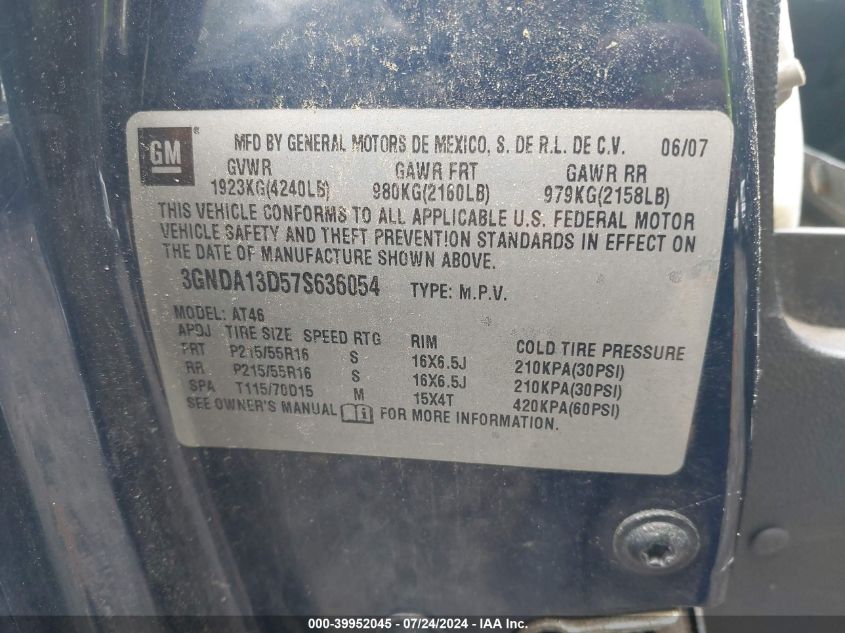 GM ® MFD BY GENERAL MOTORS DE MEXICO, S. DE R.L. DE C.V. 06/07
GVWR GAWR FRT GAWR RR
1923KG(4240LB) 980KG(2160LB) 979KG(2158LB)
THIS VEHICLE CONFORMS TO ALL APPLICABLE U.S. FEDERAL MOTOR
VEHICLE SAFETY AND THEFT PREVENTION STANDARDS IN EFFECT ON
THE DATE OF MANUFACTURE SHOWN ABOVE.
3GNDA13D57S636054 TYPE: M.P.V.
MODEL: AT46
APDJ TIRE SIZE SPEED RTG RIM COLD TIRE PRESSURE
FRT P215/55R16 S 16X6.5J 210KPA(30PSI)
RR P215/55R16 S 16X6.5J 210KPA(30PSI)
SPA T115/70D15 M 15X4T 420KPA(60PSI)
SEE OWNER'S MANUAL i FOR MORE INFORMATION.
000-39952045 - 07/24/2024 - IAA Inc.